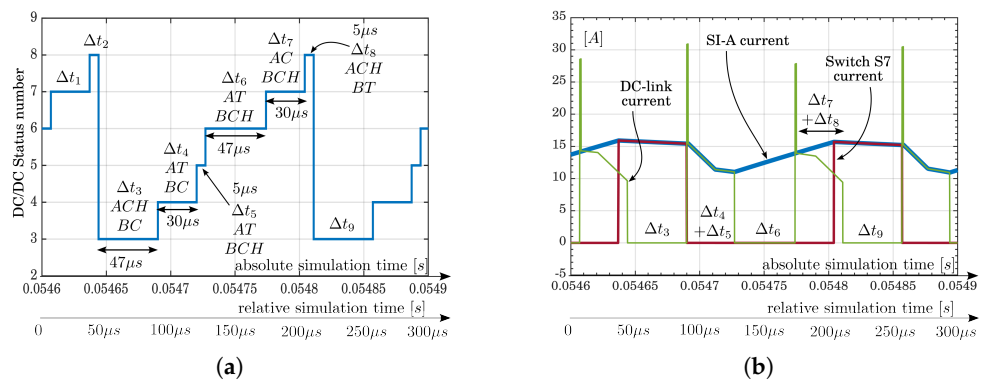 DC/DC Status number
9
8
7
6
5
4
3
2
Δt₁
Δt₂
Δt₃
ACH
BC
47μs
Δt₄
AT
BC
30μs
5μs
Δt₅
AT
BCH
Δt₆
AT
BCH
47μs
Δt₇
AC
BCH
30μs
5μs
Δt₈
ACH
BT
Δt₉
absolute simulation time [s]
0.0546 0.05465 0.0547 0.05475 0.0548 0.05485 0.0549
relative simulation time [s]
0 50μs 100μs 150μs 200μs 250μs 300μs
(a)
[A]
35
30
25
20
15
10
5
0
-5
SI-A current
DC-link
current
Switch S7
current
Δt₇
+Δt₈
Δt₃
Δt₄
+Δt₅
Δt₆
Δt₉
absolute simulation time [s]
0.0546 0.05465 0.0547 0.05475 0.0548 0.05485 0.0549
relative simulation time [s]
0 50μs 100μs 150μs 200μs 250μs 300μs
(b)